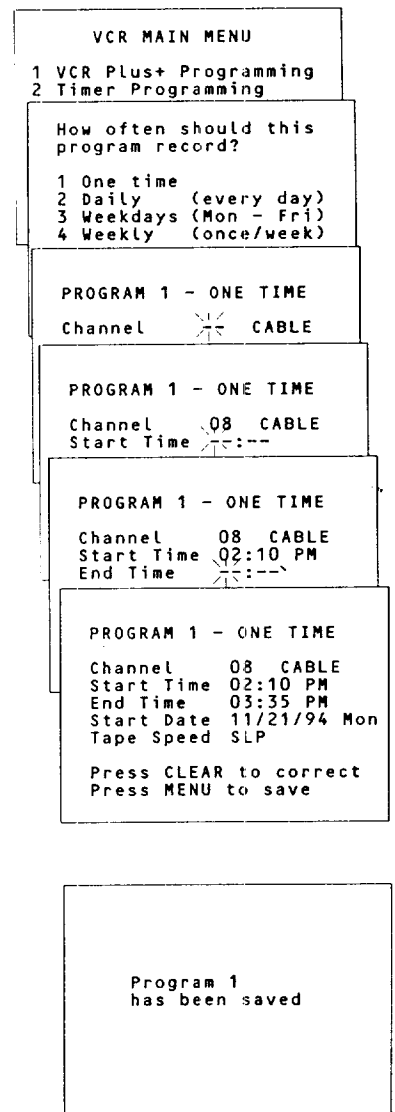 VCR MAIN MENU
1 VCR Plus+ Programming
2 Timer Programming
How often should this
program record?
1 One time
2 Daily (every day)
3 Weekdays (Mon - Fri)
4 Weekly (once/week)
PROGRAM 1 - ONE TIME
Channel -- CABLE
PROGRAM 1 - ONE TIME
Channel 08 CABLE
Start Time --:--
PROGRAM 1 - ONE TIME
Channel 08 CABLE
Start Time 02:10 PM
End Time --:--
PROGRAM 1 - ONE TIME
Channel 08 CABLE
Start Time 02:10 PM
End Time 03:35 PM
Start Date 11/21/94 Mon
Tape Speed SLP
Press CLEAR to correct
Press MENU to save
Program 1
has been saved